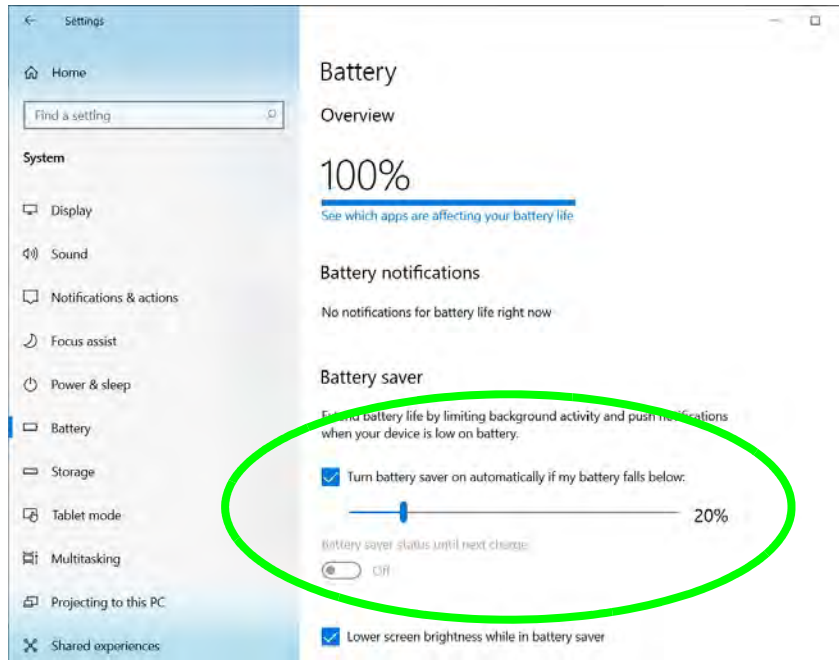 Settings
Home
Find a setting
System
Display
Sound
Notifications & actions
Focus assist
Power & sleep
Battery
Storage
Tablet mode
Multitasking
Projecting to this PC
Shared experiences
Battery
Overview
100%
See which apps are affecting your battery life
Battery notifications
No notifications for battery life right now
Battery saver
Extend battery life by limiting background activity and push notifications
when your device is low on battery.
Turn battery saver on automatically if my battery falls below:
20%
Battery saver status until next charge
Off
Lower screen brightness while in battery saver